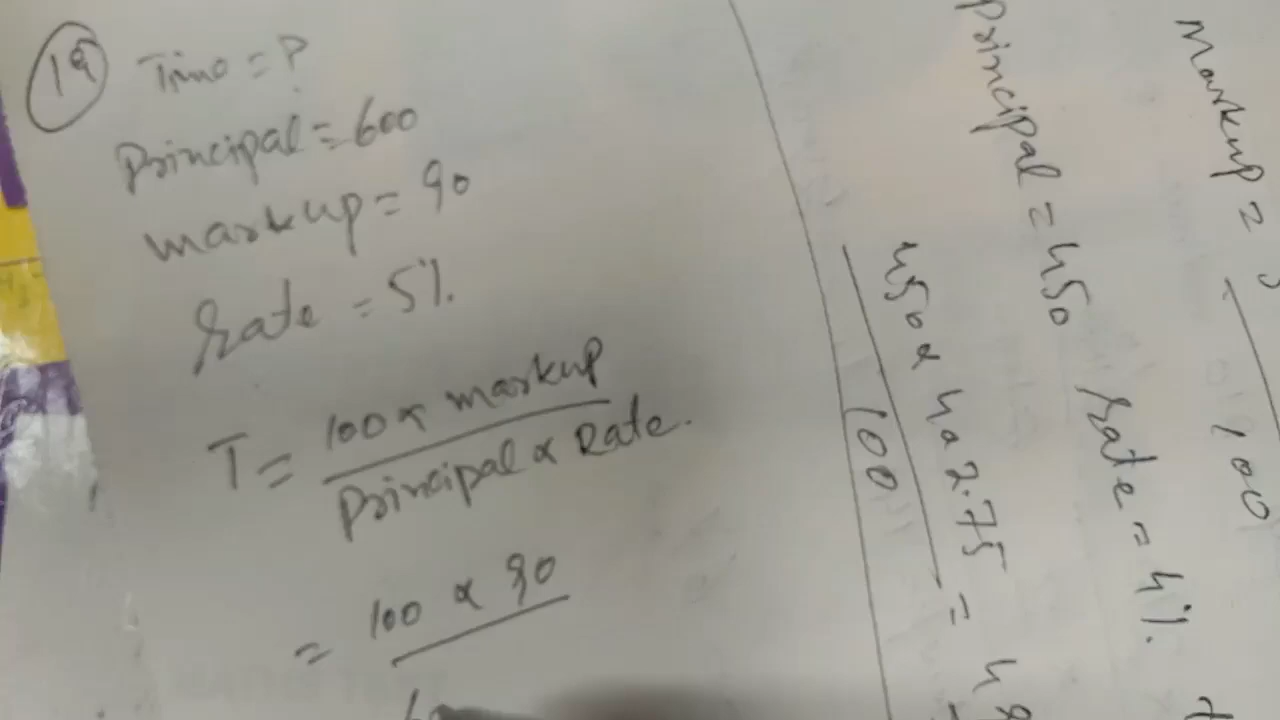 19 Time = ?
Principal = 600
markup = 90
Rate = 5%.
T = 100 x markup
Principal x Rate.
= 100 x 90
markup =
100
principal = 450 Rate = 4%.
450 x 4 x 2.75 =
100